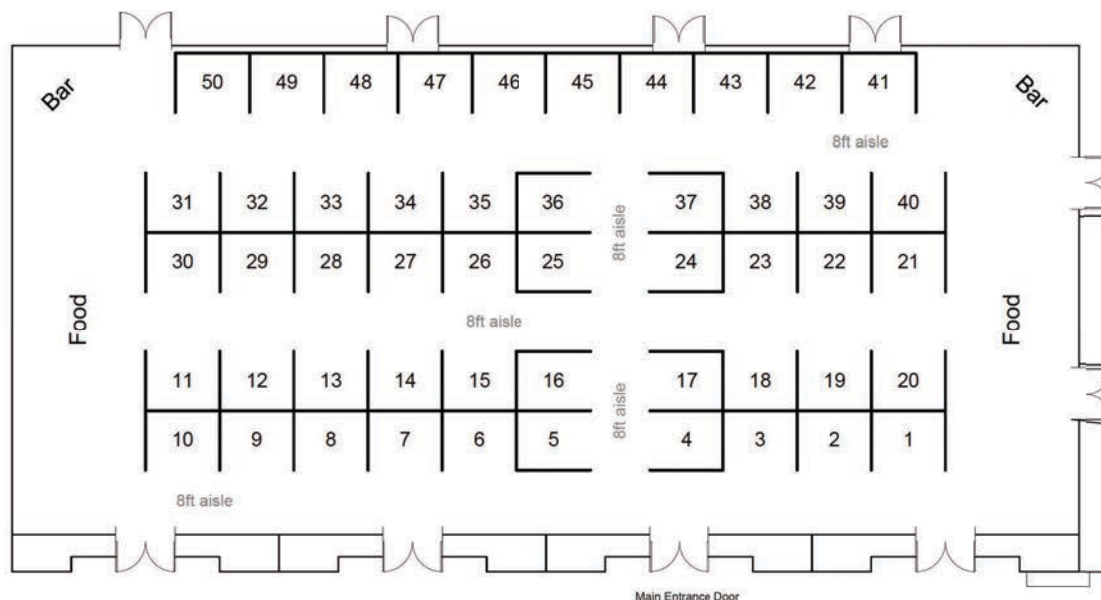 Bar
50 49 48 47 46 45 44 43 42 41
Bar
8ft aisle
31 32 33 34 35 36 37 38 39 40
8ft aisle
30 29 28 27 26 25 24 23 22 21
Food
8ft aisle
Food
11 12 13 14 15 16 17 18 19 20
8ft aisle
10 9 8 7 6 5 4 3 2 1
8ft aisle
Main Entrance Door